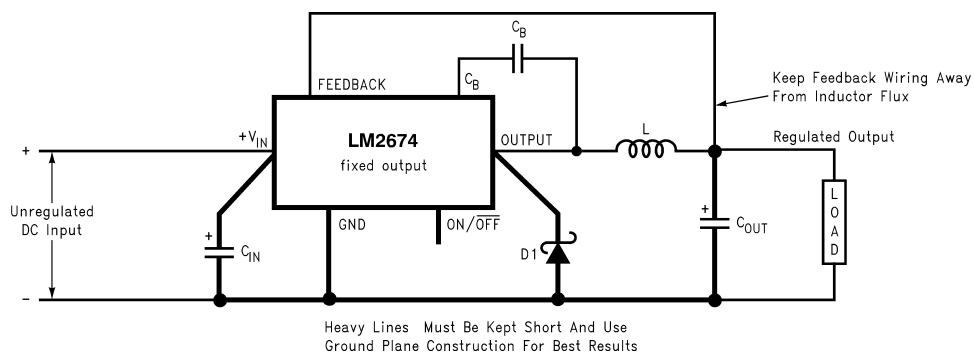 C_B
FEEDBACK
C_B
Keep Feedback Wiring Away
From Inductor Flux
+V_IN
LM2674
fixed output
OUTPUT
L
Regulated Output
+
Unregulated
DC Input
-
GND
ON/O̅F̅F̅
+
C_IN
D1
+
C_OUT
LOAD
Heavy Lines Must Be Kept Short And Use
Ground Plane Construction For Best Results